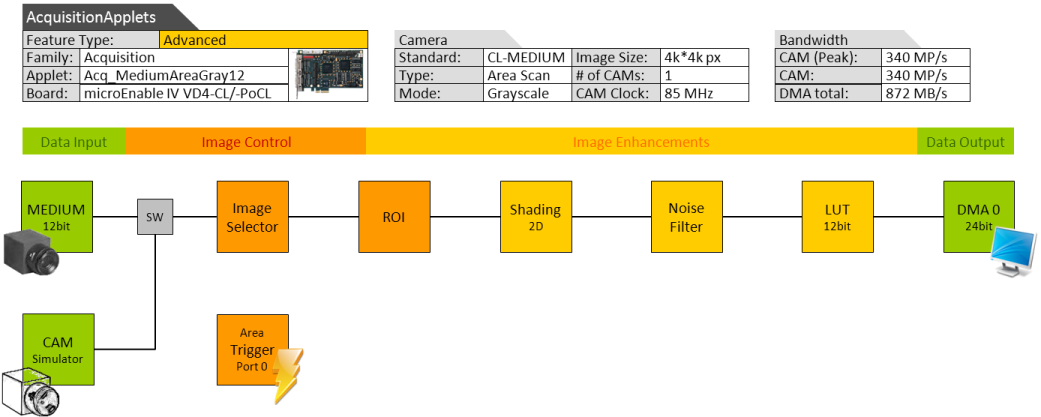 AcquisitionApplets
Feature Type: Advanced
Family: Acquisition
Applet: Acq_MediumAreaGray12
Board: microEnable IV VD4-CL/-PoCL
Camera
Standard: CL-MEDIUM Image Size: 4k*4k px
Type: Area Scan # of CAMs: 1
Mode: Grayscale CAM Clock: 85 MHz
Bandwidth
CAM (Peak): 340 MP/s
CAM: 340 MP/s
DMA total: 872 MB/s
Data Input Image Control Image Enhancements Data Output
MEDIUM
12bit
SW
Image
Selector
ROI
Shading
2D
Noise
Filter
LUT
12bit
DMA 0
24bit
CAM
Simulator
Area
Trigger
Port 0